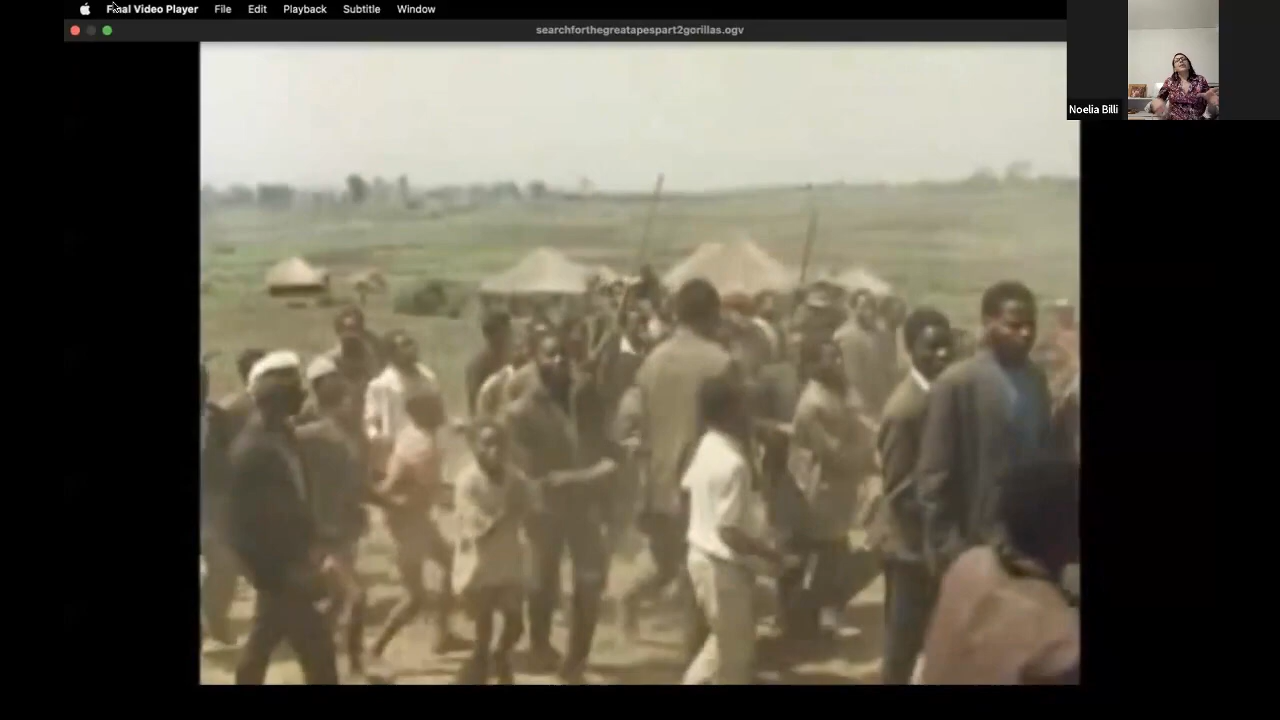 Final Video Player File Edit Playback Subtitle Window
searchforthegreatapespart2gorillas.ogv
Noelia Billi